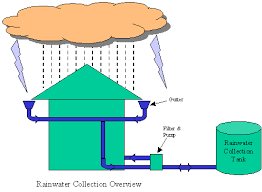 Gutter
Filter &
Pump
Rainwater
Collection
Tank
Rainwater Collection Overview